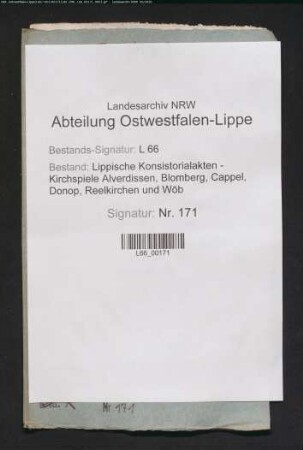 Landesarchiv NRW
Abteilung Ostwestfalen-Lippe
Bestands-Signatur: L 66
Bestand: Lippische Konsistorialakten -
Kirchspiele Alverdissen, Blomberg, Cappel,
Donop, Reelkirchen und Wöb
Signatur: Nr. 171
L66_00171
Nr 171